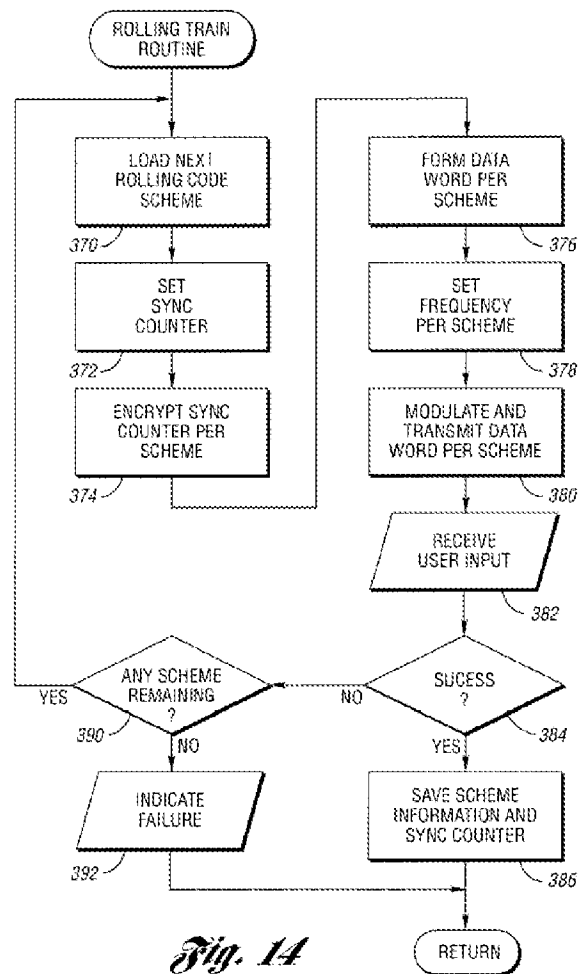 ROLLING TRAIN
ROUTINE
LOAD NEXT
ROLLING CODE
SCHEME
370
SET
SYNC
COUNTER
372
ENCRYPT SYNC
COUNTER PER
SCHEME
374
FORM DATA
WORD PER
SCHEME
376
SET
FREQUENCY
PER SCHEME
378
MODULATE AND
TRANSMIT DATA
WORD PER SCHEME
380
RECEIVE
USER INPUT
382
SUCESS
?
384
NO
YES
ANY SCHEME
REMAINING
?
390
YES
NO
INDICATE
FAILURE
392
SAVE SCHEME
INFORMATION AND
SYNC COUNTER
386
RETURN
Fig. 14